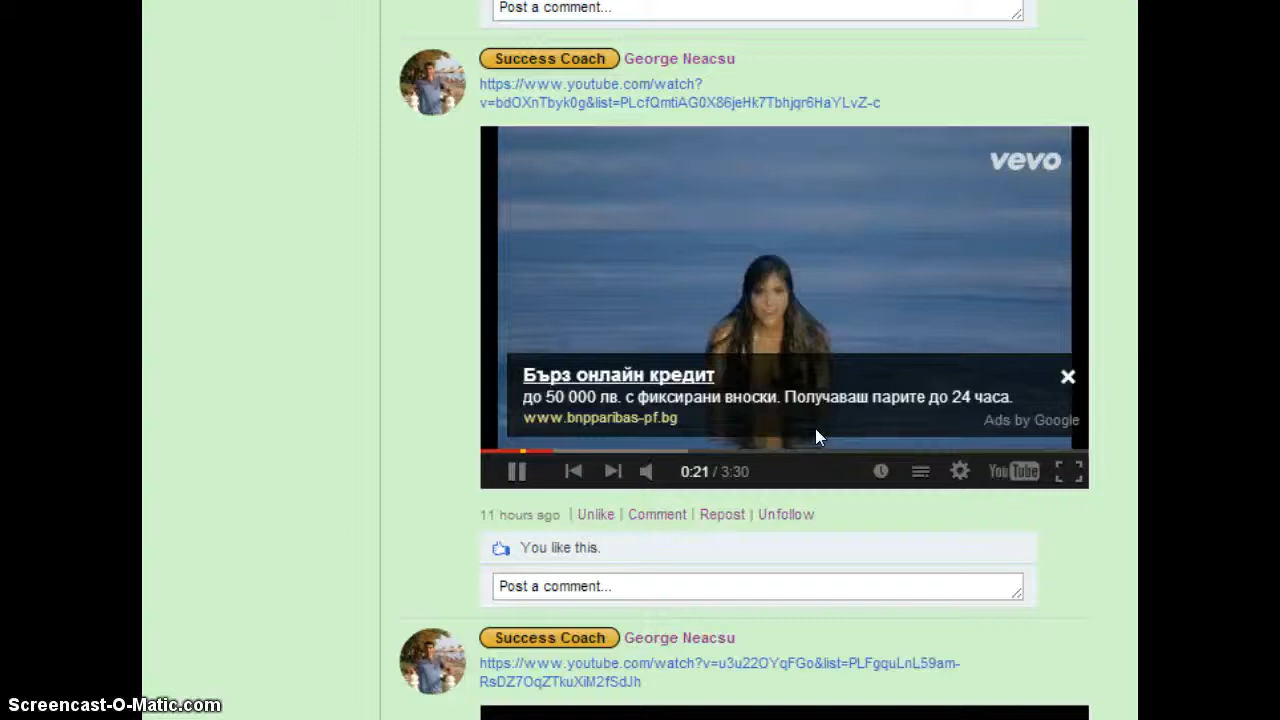 Post a comment...
Success Coach George Neacsu
https://www.youtube.com/watch?
v=bdOXnTbyk0g&list=PLcfQmtiAG0X86jeHk7Tbhjqr6HaYLvZ-c
vevo
Бърз онлайн кредит
до 50 000 лв. с фиксирани вноски. Получаваш парите до 24 часа.
www.bnpparibas-pf.bg
Ads by Google
0:21 / 3:30
YouTube
11 hours ago | Unlike | Comment | Repost | Unfollow
You like this.
Post a comment...
Success Coach George Neacsu
https://www.youtube.com/watch?v=u3u22OYqFGo&list=PLFgquLnL59am-
RsDZ7OqZTkuXiM2fSdJh
Screencast-O-Matic.com